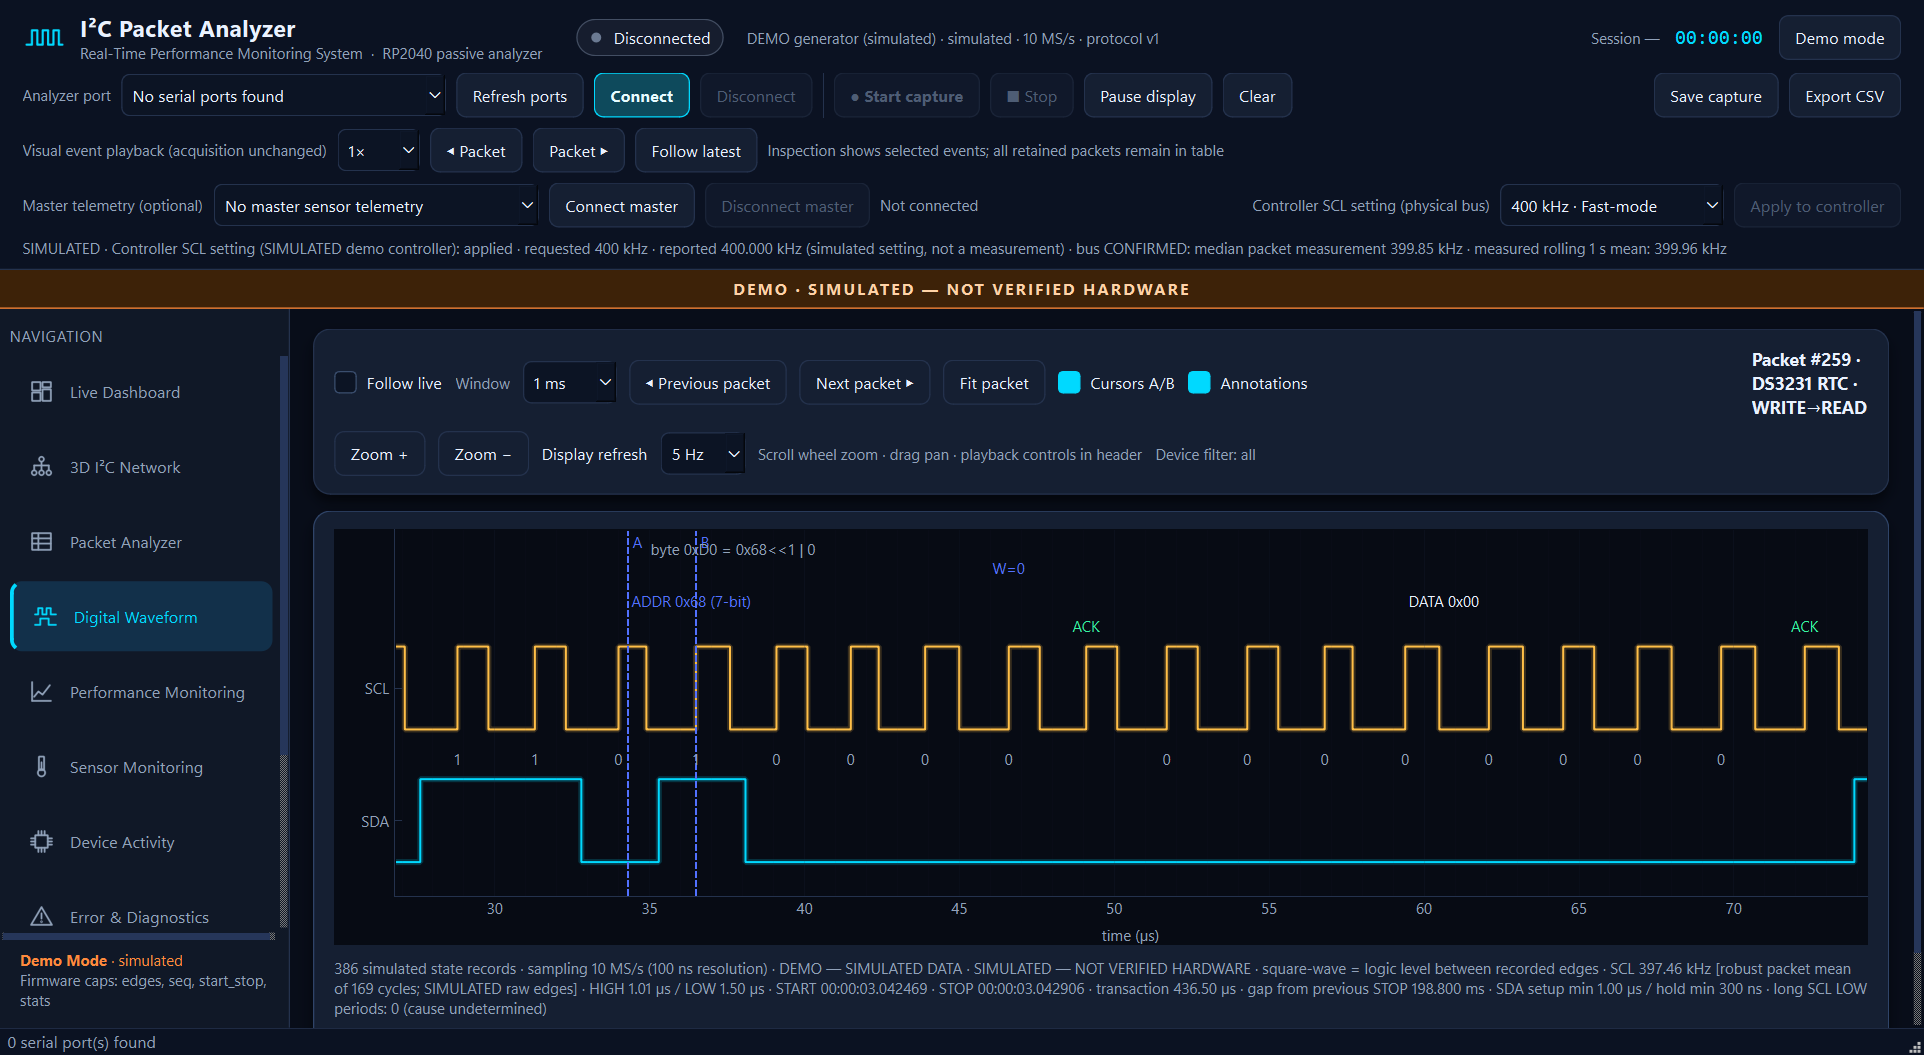 I²C Packet Analyzer
Real-Time Performance Monitoring System · RP2040 passive analyzer
Disconnected
DEMO generator (simulated) · simulated · 10 MS/s · protocol v1
Session — 00:00:00
Demo mode
Analyzer port
No serial ports found
Refresh ports
Connect
Disconnect
● Start capture
■ Stop
Pause display
Clear
Save capture
Export CSV
Visual event playback (acquisition unchanged)
1×
◂ Packet
Packet ▸
Follow latest
Inspection shows selected events; all retained packets remain in table
Master telemetry (optional)
No master sensor telemetry
Connect master
Disconnect master
Not connected
Controller SCL setting (physical bus)
400 kHz · Fast-mode
Apply to controller
SIMULATED · Controller SCL setting (SIMULATED demo controller): applied · requested 400 kHz · reported 400.000 kHz (simulated setting, not a measurement) · bus CONFIRMED: median packet measurement 399.85 kHz · measured rolling 1 s mean: 399.96 kHz
DEMO · SIMULATED — NOT VERIFIED HARDWARE
NAVIGATION
Live Dashboard
3D I²C Network
Packet Analyzer
Digital Waveform
Performance Monitoring
Sensor Monitoring
Device Activity
Error & Diagnostics
Demo Mode · simulated
Firmware caps: edges, seq, start_stop,
stats
Follow live
Window
1 ms
◂ Previous packet
Next packet ▸
Fit packet
Cursors A/B
Annotations
Packet #259 ·
DS3231 RTC ·
WRITE→READ
Zoom +
Zoom −
Display refresh
5 Hz
Scroll wheel zoom · drag pan · playback controls in header
Device filter: all
A
B
byte 0xD0 = 0x68<<1 | 0
W=0
ADDR 0x68 (7-bit)
DATA 0x00
ACK
ACK
SCL
1 1 0 1 0 0 0 0 0 0 0 0 0 0 0 0
SDA
30 35 40 45 50 55 60 65 70
time (µs)
386 simulated state records · sampling 10 MS/s (100 ns resolution) · DEMO — SIMULATED DATA · SIMULATED — NOT VERIFIED HARDWARE · square-wave = logic level between recorded edges · SCL 397.46 kHz [robust packet mean
of 169 cycles; SIMULATED raw edges] · HIGH 1.01 µs / LOW 1.50 µs · START 00:00:03.042469 · STOP 00:00:03.042906 · transaction 436.50 µs · gap from previous STOP 198.800 ms · SDA setup min 1.00 µs / hold min 300 ns · long SCL LOW
periods: 0 (cause undetermined)
0 serial port(s) found